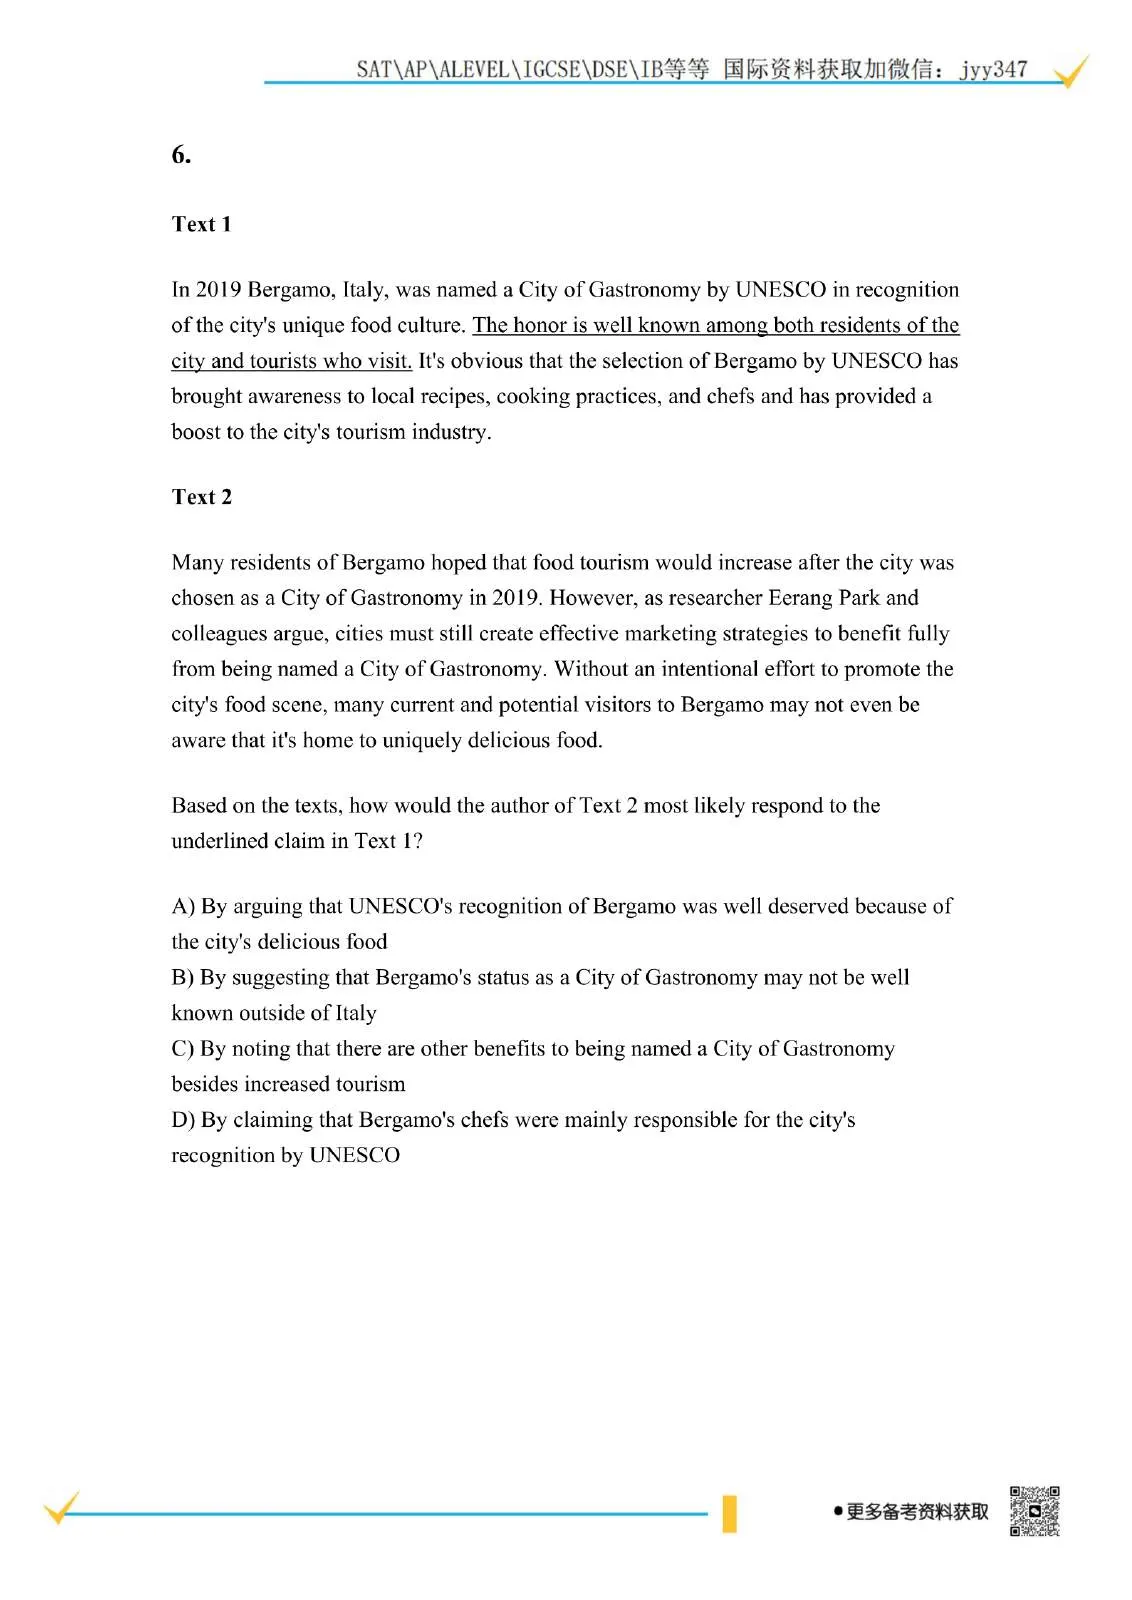 SAT\AP\ALEVEL\IGCSE\DSE\IB等等 国际资料获取加微信：jyy347
6.
Text 1
In 2019 Bergamo, Italy, was named a City of Gastronomy by UNESCO in recognition
of the city's unique food culture. The honor is well known among both residents of the
city and tourists who visit. It's obvious that the selection of Bergamo by UNESCO has
brought awareness to local recipes, cooking practices, and chefs and has provided a
boost to the city's tourism industry.
Text 2
Many residents of Bergamo hoped that food tourism would increase after the city was
chosen as a City of Gastronomy in 2019. However, as researcher Eerang Park and
colleagues argue, cities must still create effective marketing strategies to benefit fully
from being named a City of Gastronomy. Without an intentional effort to promote the
city's food scene, many current and potential visitors to Bergamo may not even be
aware that it's home to uniquely delicious food.
Based on the texts, how would the author of Text 2 most likely respond to the
underlined claim in Text 1?
A) By arguing that UNESCO's recognition of Bergamo was well deserved because of
the city's delicious food
B) By suggesting that Bergamo's status as a City of Gastronomy may not be well
known outside of Italy
C) By noting that there are other benefits to being named a City of Gastronomy
besides increased tourism
D) By claiming that Bergamo's chefs were mainly responsible for the city's
recognition by UNESCO
•更多备考资料获取